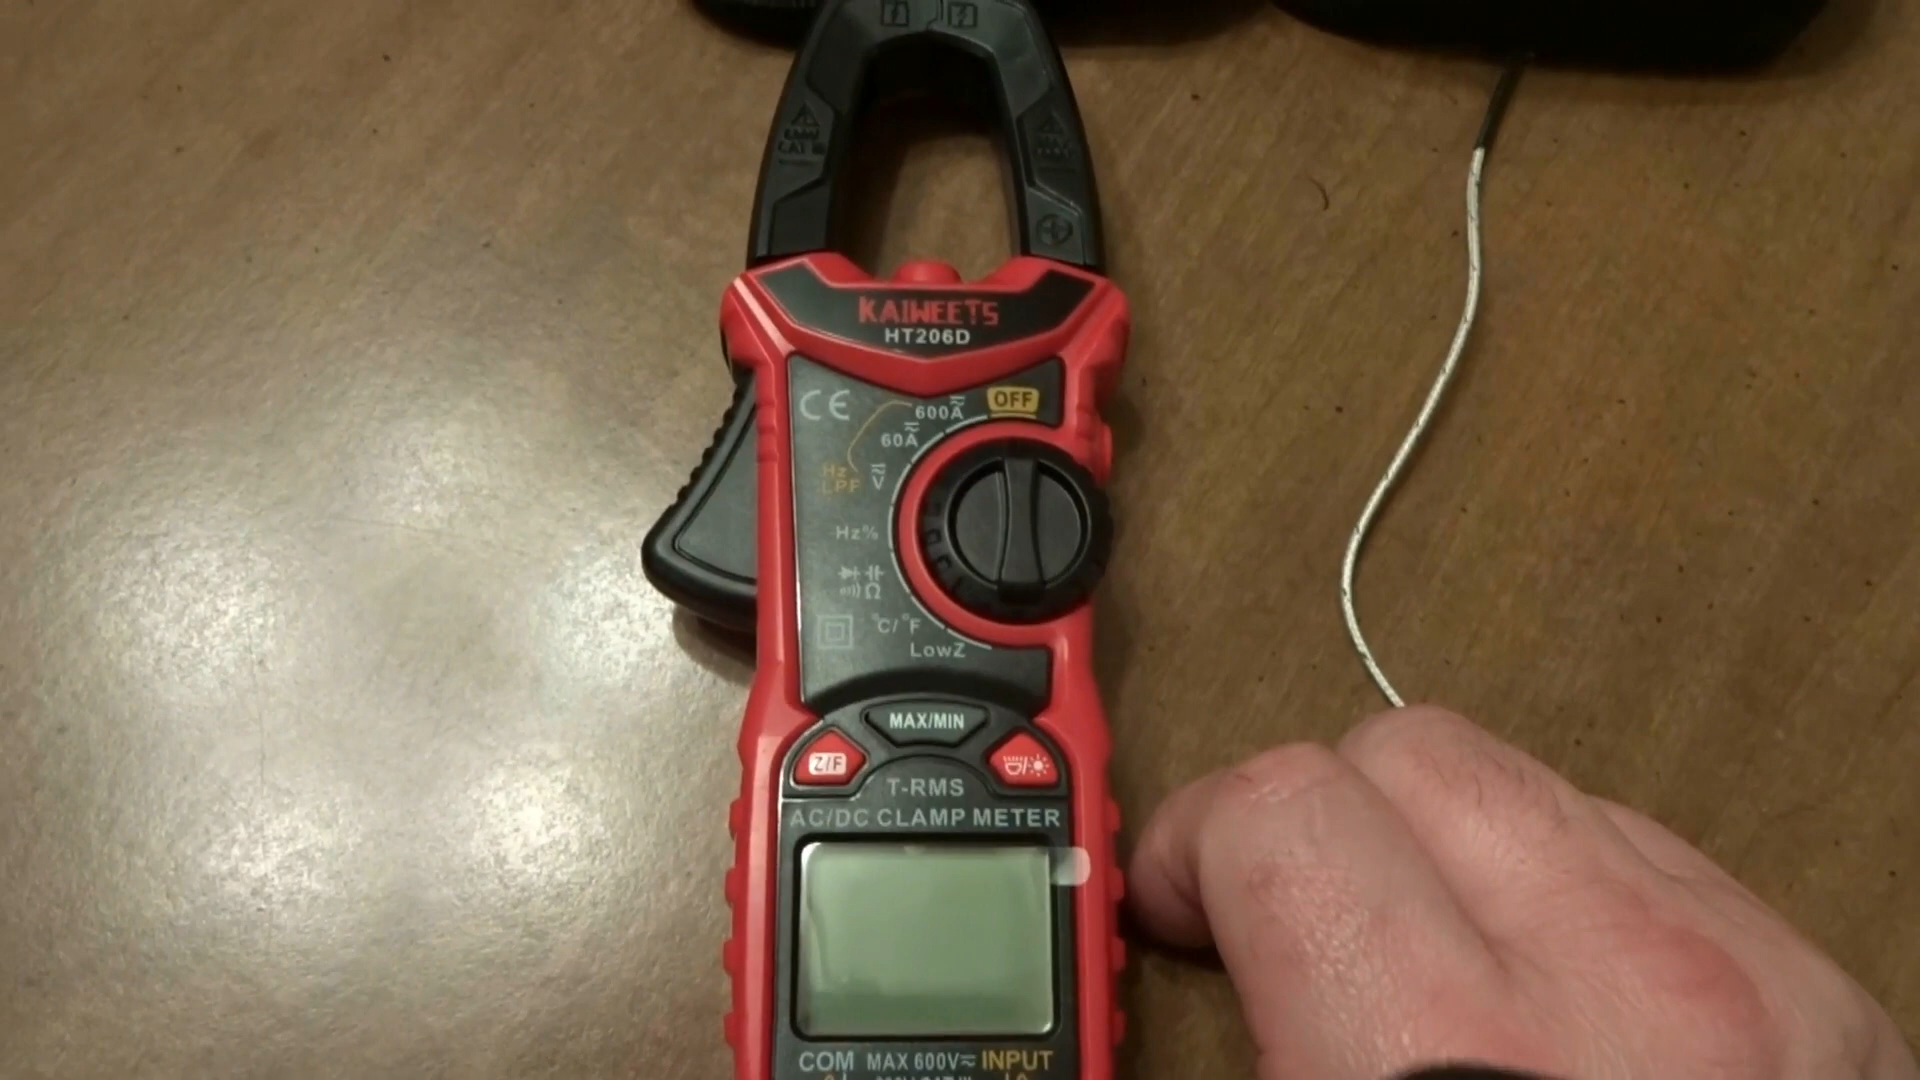 KAIWEETS
HT206D
CE
OFF
600A
60A
Hz
LPF
V
Hz%
Ω
°C/°F
LowZ
MAX/MIN
Z/F
T-RMS
AC/DC CLAMP METER
COM MAX 600V INPUT